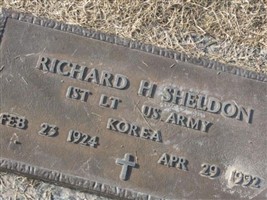 RICHARD H SHELDON
1ST LT US ARMY
KOREA
FEB 23 1924 APR 29 1992